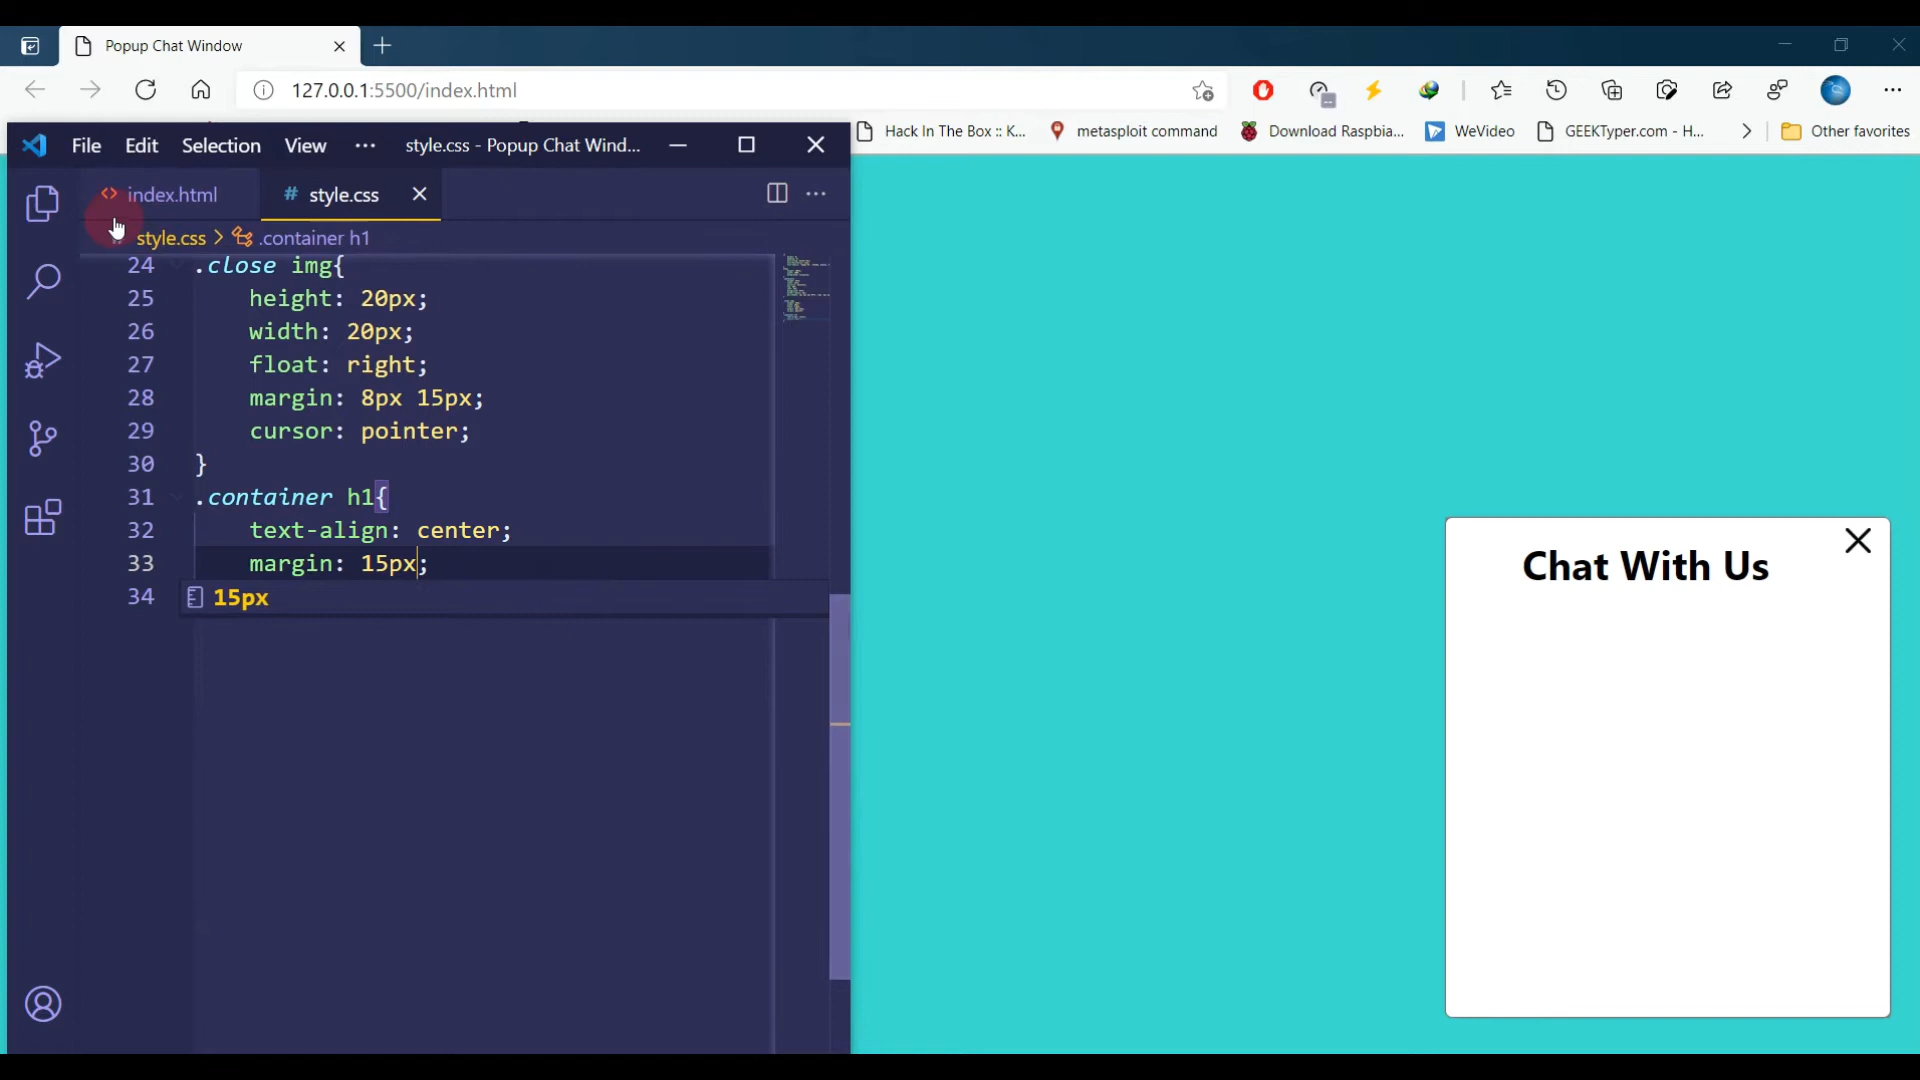 Popup Chat Window
127.0.0.1:5500/index.html
Hack In The Box :: K...
metasploit command
Download Raspbia...
WeVideo
GEEKTyper.com - H...
Other favorites
File Edit Selection View ... style.css - Popup Chat Wind...
index.html
# style.css
style.css > .container h1
24 .close img{
25 height: 20px;
26 width: 20px;
27 float: right;
28 margin: 8px 15px;
29 cursor: pointer;
30 }
31 .container h1{
32 text-align: center;
33 margin: 15px;
34
15px
Chat With Us